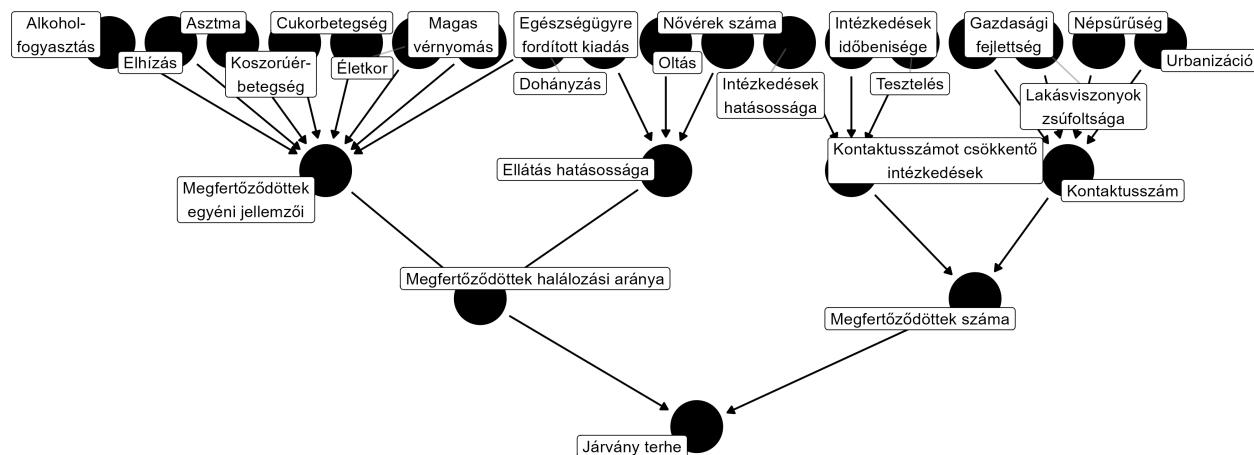 Alkohol-
fogyasztás
Elhízás
Asztma
Koszorúér-
betegség
Cukorbetegség
Életkor
Magas
vérnyomás
Egészségügyre
fordított kiadás
Dohányzás
Oltás
Nővérek száma
Intézkedések
hatásossága
Intézkedések
időbenisége
Tesztelés
Gazdasági
fejlettség
Lakásviszonyok
zsúfoltsága
Népsűrűség
Urbanizáció
Megfertőződöttek
egyéni jellemzői
Ellátás hatásossága
Kontaktusszámot csökkentő
intézkedések
Kontaktusszám
Megfertőződöttek halálozási aránya
Megfertőződöttek száma
Járvány terhe